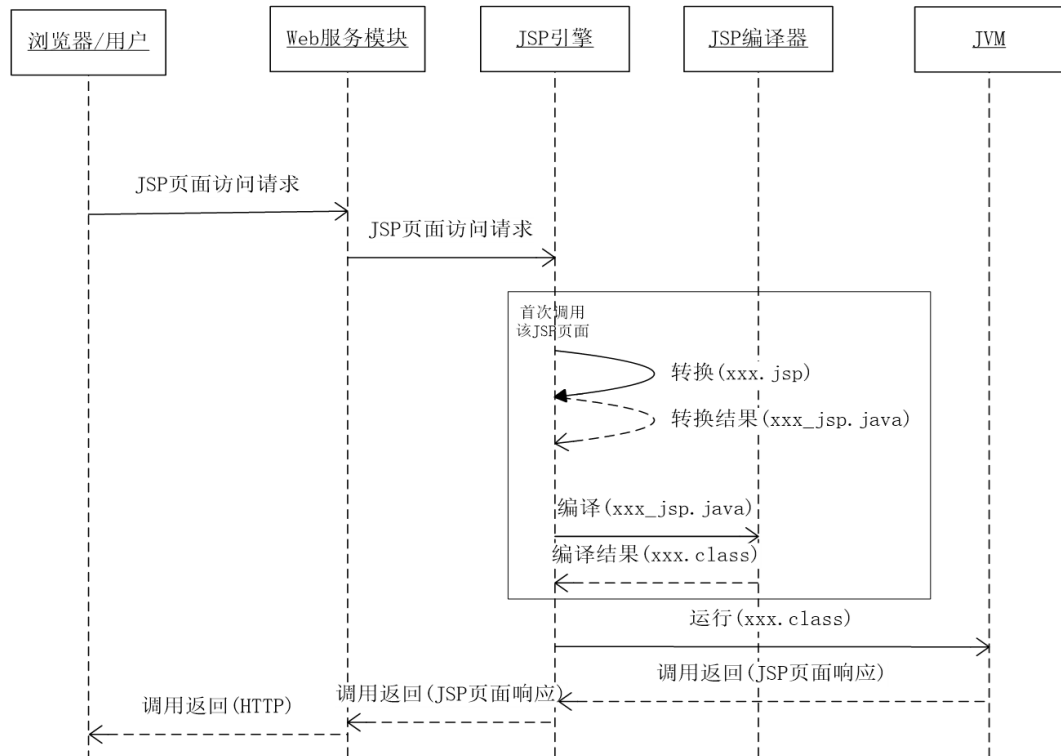 浏览器/用户
Web服务模块
JSP引擎
JSP编译器
JVM
JSP页面访问请求
JSP页面访问请求
首次调用
该JSP页面
转换(xxx.jsp)
转换结果(xxx_jsp.java)
编译(xxx_jsp.java)
编译结果(xxx.class)
运行(xxx.class)
调用返回(JSP页面响应)
调用返回(JSP页面响应)
调用返回(HTTP)